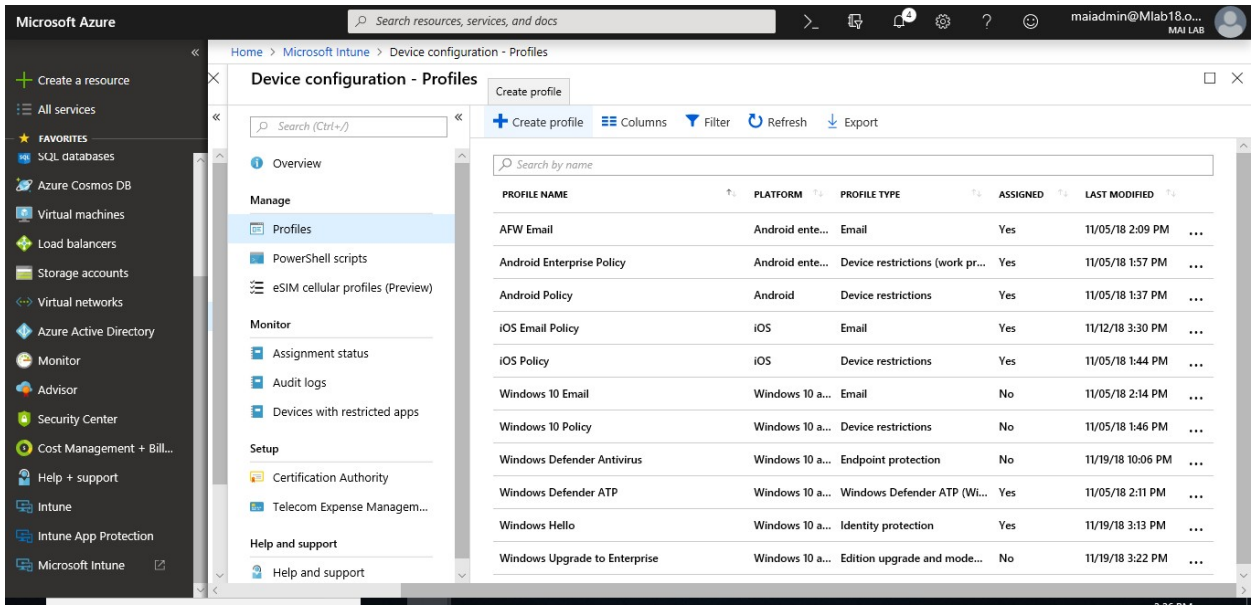 Microsoft Azure
Search resources, services, and docs
4
maiadmin@Mlab18.o...
MAI LAB
Home > Microsoft Intune > Device configuration - Profiles
Create a resource
All services
FAVORITES
SQL databases
Azure Cosmos DB
Virtual machines
Load balancers
Storage accounts
Virtual networks
Azure Active Directory
Monitor
Advisor
Security Center
Cost Management + Bill...
Help + support
Intune
Intune App Protection
Microsoft Intune
Device configuration - Profiles
Search (Ctrl+/)
Overview
Manage
Profiles
PowerShell scripts
eSIM cellular profiles (Preview)
Monitor
Assignment status
Audit logs
Devices with restricted apps
Setup
Certification Authority
Telecom Expense Managem...
Help and support
Help and support
Create profile
Create profile Columns Filter Refresh Export
Search by name
PROFILE NAME PLATFORM PROFILE TYPE ASSIGNED LAST MODIFIED
AFW Email Android ente... Email Yes 11/05/18 2:09 PM ...
Android Enterprise Policy Android ente... Device restrictions (work pr... Yes 11/05/18 1:57 PM ...
Android Policy Android Device restrictions Yes 11/05/18 1:37 PM ...
iOS Email Policy iOS Email Yes 11/12/18 3:30 PM ...
iOS Policy iOS Device restrictions Yes 11/05/18 1:44 PM ...
Windows 10 Email Windows 10 a... Email No 11/05/18 2:14 PM ...
Windows 10 Policy Windows 10 a... Device restrictions No 11/05/18 1:46 PM ...
Windows Defender Antivirus Windows 10 a... Endpoint protection No 11/19/18 10:06 PM ...
Windows Defender ATP Windows 10 a... Windows Defender ATP (Wi... Yes 11/05/18 2:11 PM ...
Windows Hello Windows 10 a... Identity protection Yes 11/19/18 3:13 PM ...
Windows Upgrade to Enterprise Windows 10 a... Edition upgrade and mode... No 11/19/18 3:22 PM ...